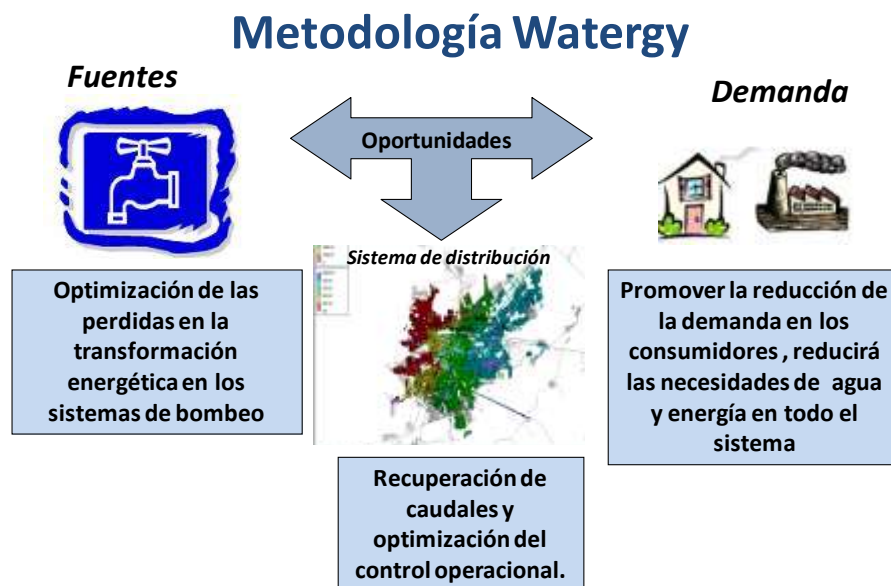 Metodología Watergy
Fuentes
Demanda
Oportunidades
Sistema de distribución
Optimización de las
perdidas en la
transformación
energética en los
sistemas de bombeo
Promover la reducción de
la demanda en los
consumidores , reducirá
las necesidades de agua
y energía en todo el
sistema
Recuperación de
caudales y
optimización del
control operacional.